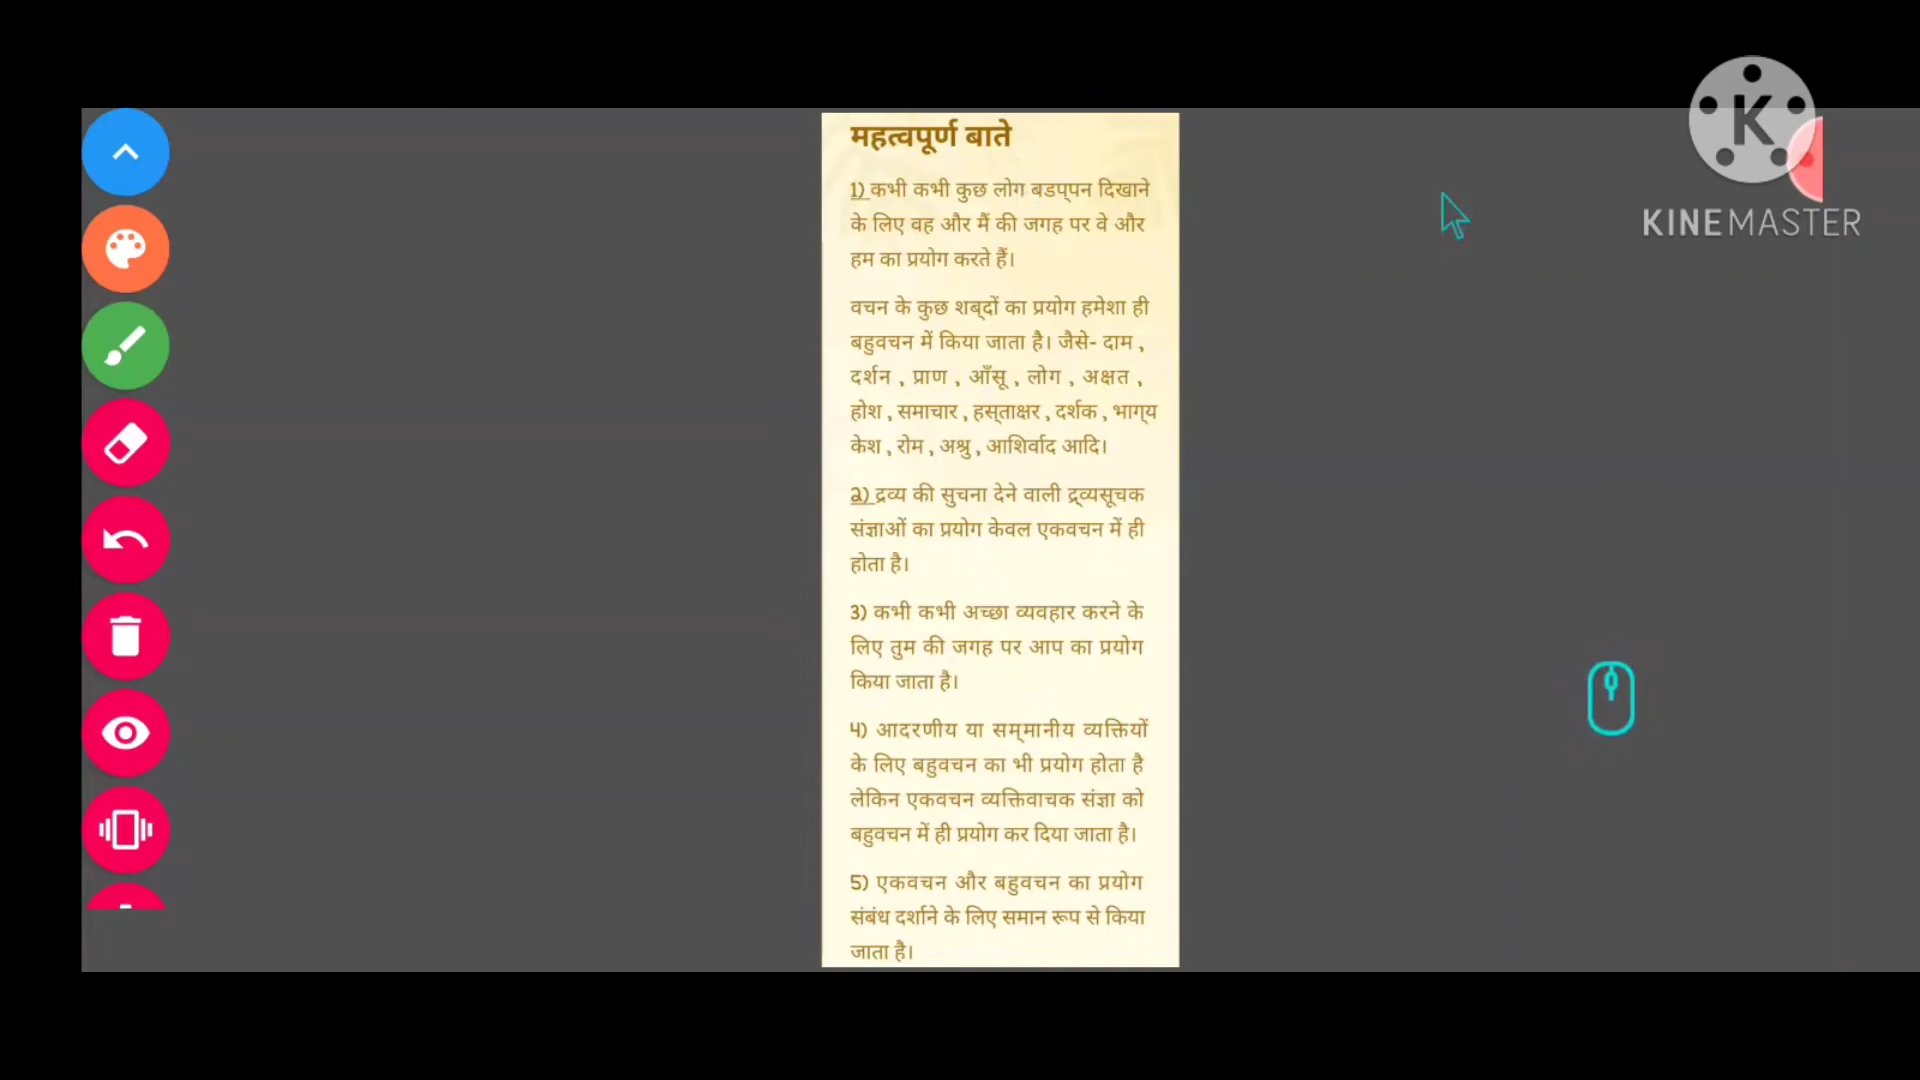 महत्वपूर्ण बाते
1) कभी कभी कुछ लोग बडप्पन दिखाने
के लिए वह और मैं की जगह पर वे और
हम का प्रयोग करते हैं।
वचन के कुछ शब्दों का प्रयोग हमेशा ही
बहुवचन में किया जाता है। जैसे- दाम ,
दर्शन , प्राण , आँसू , लोग , अक्षत ,
होश , समाचार , हस्ताक्षर , दर्शक , भाग्य
केश , रोम , अश्रु , आशिर्वाद आदि।
2) द्रव्य की सुचना देने वाली द्र्व्यसूचक
संज्ञाओं का प्रयोग केवल एकवचन में ही
होता है।
3) कभी कभी अच्छा व्यवहार करने के
लिए तुम की जगह पर आप का प्रयोग
किया जाता है।
4) आदरणीय या सम्मानीय व्यक्तियों
के लिए बहुवचन का भी प्रयोग होता है
लेकिन एकवचन व्यक्तिवाचक संज्ञा को
बहुवचन में ही प्रयोग कर दिया जाता है।
5) एकवचन और बहुवचन का प्रयोग
संबंध दर्शाने के लिए समान रूप से किया
जाता है।
K
KINEMASTER